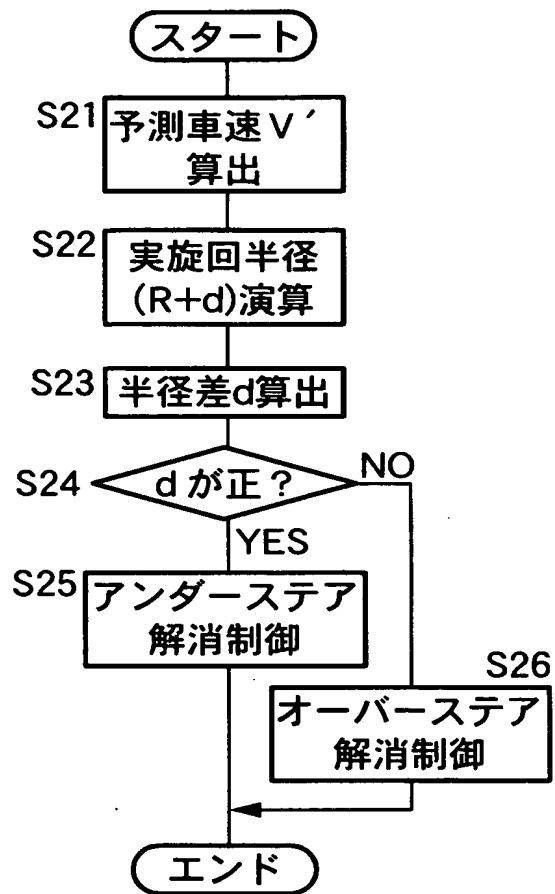 スタート
S21
予測車速V´
算出
S22
実旋回半径
(R+d)演算
S23
半径差d算出
S24
dが正?
NO
YES
S25
アンダーステア
解消制御
S26
オーバーステア
解消制御
エンド